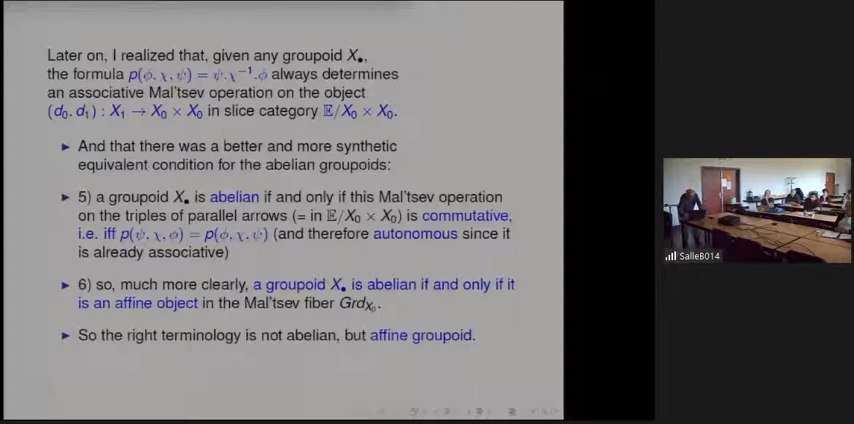 Later on, I realized that, given any groupoid X•,
the formula p(φ, χ, ψ) = ψ.χ⁻¹.φ always determines
an associative Mal'tsev operation on the object
(d₀, d₁) : X₁ → X₀ × X₀ in slice category 𝔼/X₀ × X₀.
► And that there was a better and more synthetic
equivalent condition for the abelian groupoids:
► 5) a groupoid X• is abelian if and only if this Mal'tsev operation
on the triples of parallel arrows (= in 𝔼/X₀ × X₀) is commutative,
i.e. iff p(ψ, χ, φ) = p(φ, χ, ψ) (and therefore autonomous since it
is already associative)
► 6) so, much more clearly, a groupoid X• is abelian if and only if it
is an affine object in the Mal'tsev fiber Grd_X₀.
► So the right terminology is not abelian, but affine groupoid.
SalleB014